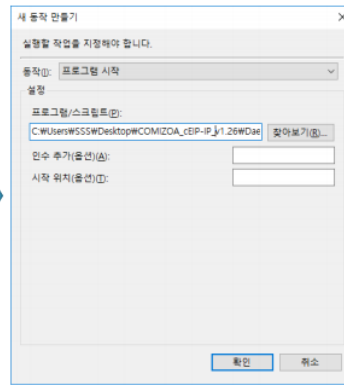 새 동작 만들기
실행할 작업을 지정해야 합니다.
동작(I): 프로그램 시작
설정
프로그램/스크립트(P):
C:₩Users₩SSS₩Desktop₩COMIZOA_cEIP-IP_v1.26₩Dae 찾아보기(R)...
인수 추가(옵션)(A):
시작 위치(옵션)(T):
확인 취소